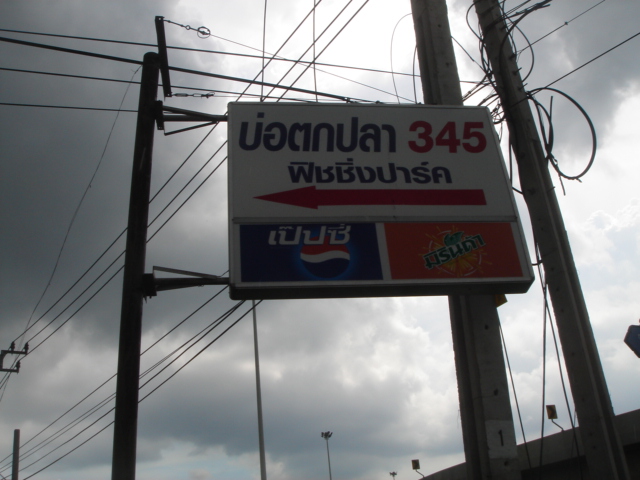 บ่อตกปลา 345
ฟิชชิ่งปาร์ค
เป๊ปซี่
มิรินด้า
1